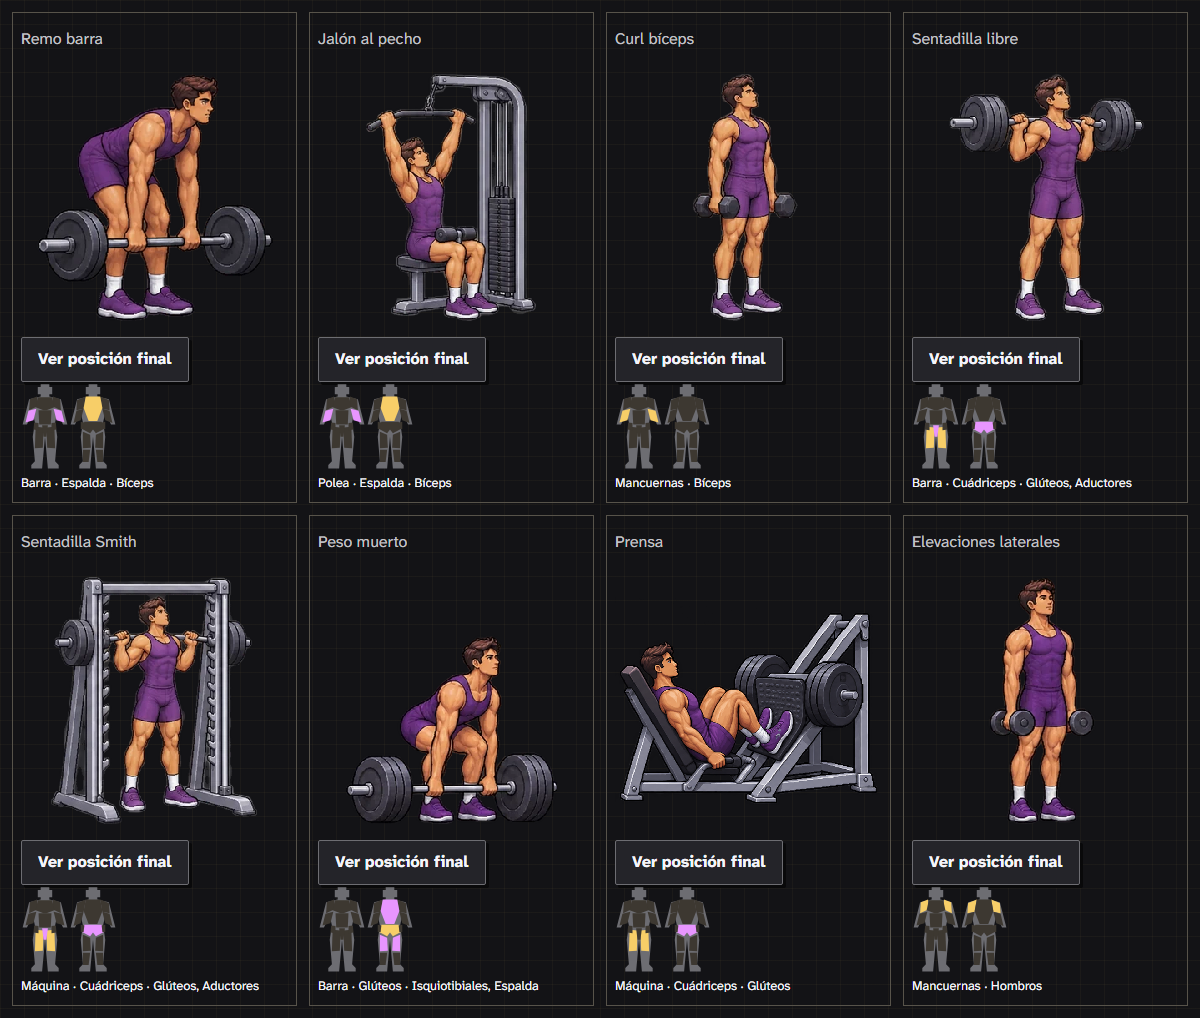 Remo barra
Jalón al pecho
Curl bíceps
Sentadilla libre
Ver posición final
Ver posición final
Ver posición final
Ver posición final
Barra · Espalda · Bíceps
Polea · Espalda · Bíceps
Mancuernas · Bíceps
Barra · Cuádriceps · Glúteos, Aductores
Sentadilla Smith
Peso muerto
Prensa
Elevaciones laterales
Ver posición final
Ver posición final
Ver posición final
Ver posición final
Máquina · Cuádriceps · Glúteos, Aductores
Barra · Glúteos · Isquiotibiales, Espalda
Máquina · Cuádriceps · Glúteos
Mancuernas · Hombros